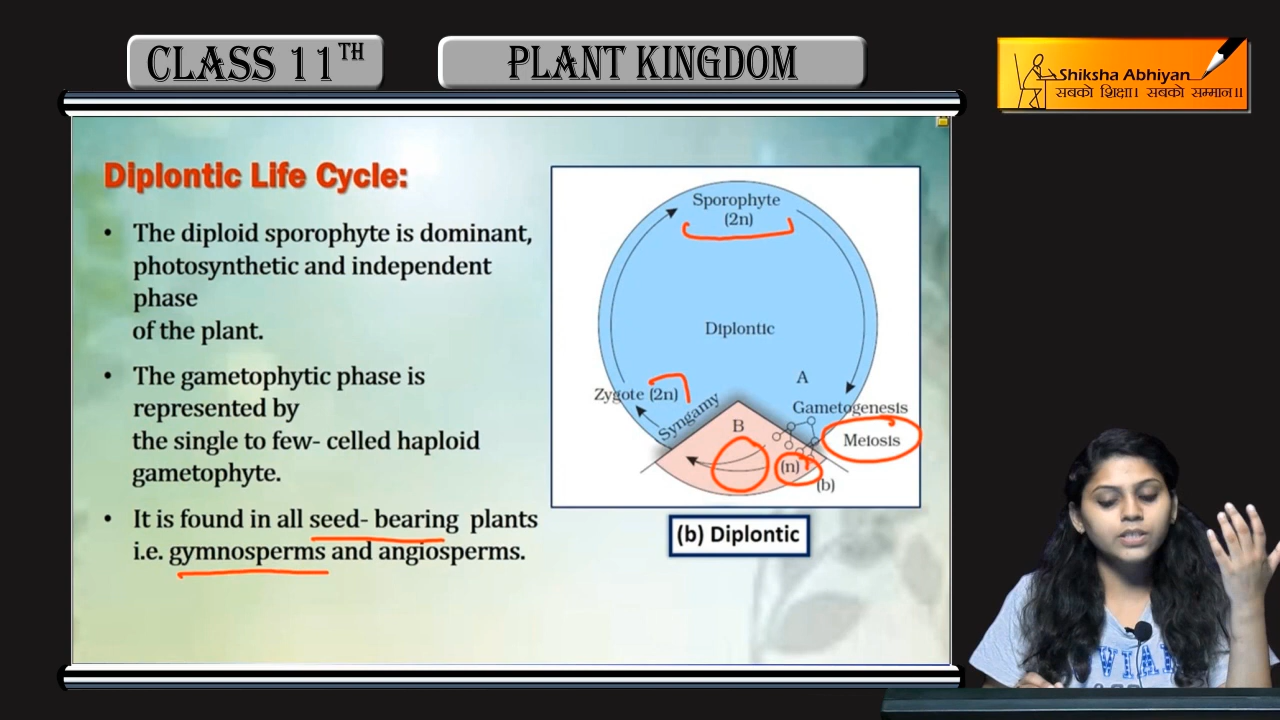 CLASS 11TH
PLANT KINGDOM
Shiksha Abhiyan
सबको शिक्षा। सबको सम्मान॥
Diplontic Life Cycle:
• The diploid sporophyte is dominant,
photosynthetic and independent
phase
of the plant.
• The gametophytic phase is
represented by
the single to few- celled haploid
gametophyte.
• It is found in all seed- bearing plants
i.e. gymnosperms and angiosperms.
Sporophyte
(2n)
Diplontic
A
Zygote (2n)
Gametogenesis
Syngamy
B
Meiosis
(n)
(b)
(b) Diplontic
VIAL